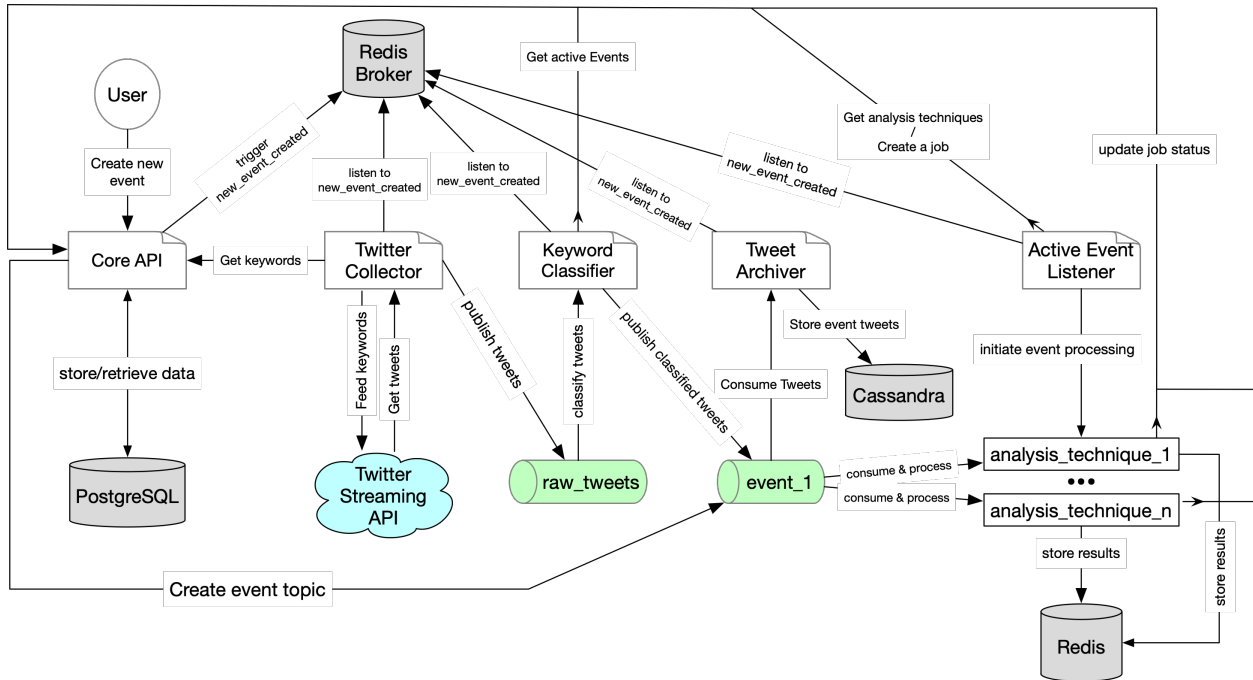 Redis
Broker
Get active Events
User
Get analysis techniques
/
Create a job
trigger
new_event_created
Create new
event
listen to
new_event_created
listen to
new_event_created
listen to
new_event_created
listen to
new_event_created
update job status
Core API
Get keywords
Twitter
Collector
Keyword
Classifier
Tweet
Archiver
Active Event
Listener
store/retrieve data
Feed keywords
Get tweets
publish tweets
classify tweets
publish classified tweets
Consume Tweets
Store event tweets
initiate event processing
Cassandra
PostgreSQL
Twitter
Streaming
API
raw_tweets
event_1
consume & process
consume & process
analysis_technique_1
•••
analysis_technique_n
store results
store results
Create event topic
Redis